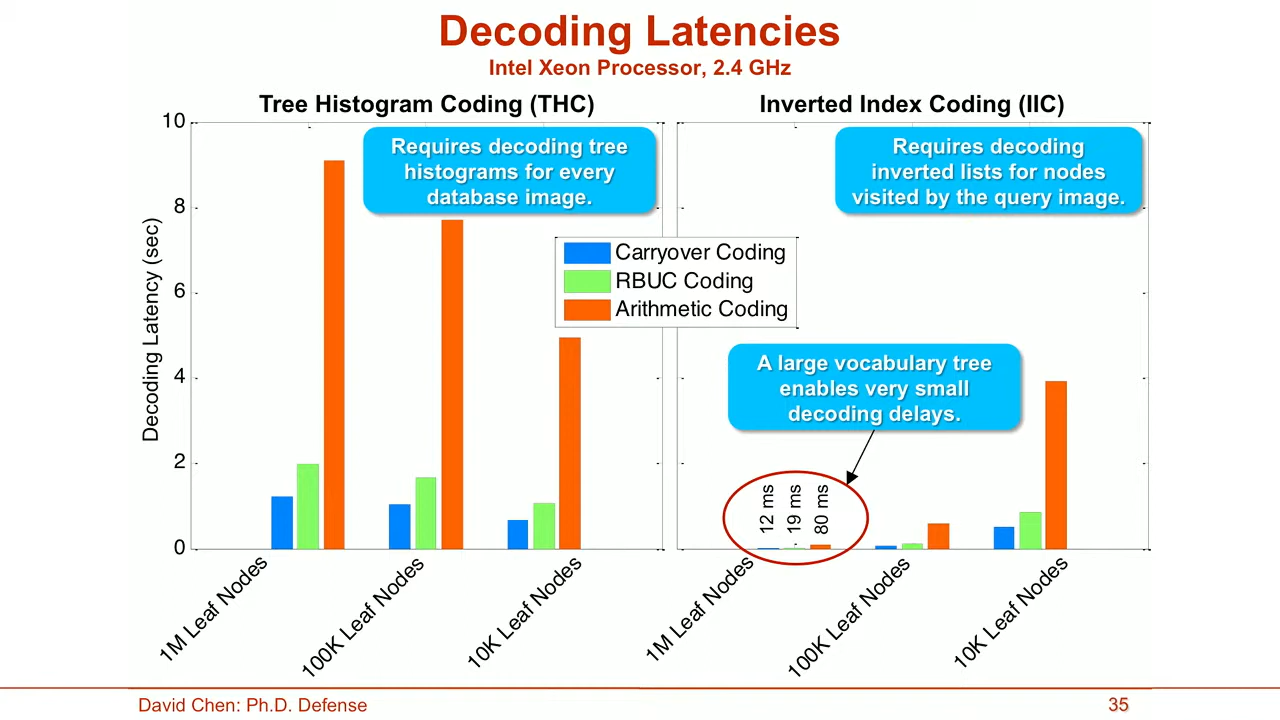 Decoding Latencies
Intel Xeon Processor, 2.4 GHz
Tree Histogram Coding (THC)
Requires decoding tree
histograms for every
database image.
Decoding Latency (sec)
10
8
6
4
2
0
1M Leaf Nodes
100K Leaf Nodes
10K Leaf Nodes
Carryover Coding
RBUC Coding
Arithmetic Coding
Inverted Index Coding (IIC)
Requires decoding
inverted lists for nodes
visited by the query image.
A large vocabulary tree
enables very small
decoding delays.
12 ms
19 ms
80 ms
1M Leaf Nodes
100K Leaf Nodes
10K Leaf Nodes
David Chen: Ph.D. Defense
35